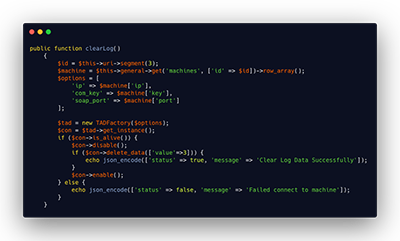 public function clearLog()
{
$id = $this->uri->segment(3);
$machine = $this->general->get('machines', ['id' => $id])->row_array();
$options = [
'ip' => $machine['ip'],
'com_key' => $machine['key'],
'soap_port' => $machine['port']
];
$tad = new TADFactory($options);
$con = $tad->get_instance();
if ($con->is_alive()) {
$con->disable();
if ($con->delete_data(['value'=>3])) {
echo json_encode(['status' => true, 'message' => 'Clear Log Data Successfully']);
}
$con->enable();
} else {
echo json_encode(['status' => false, 'message' => 'Failed connect to machine']);
}
}